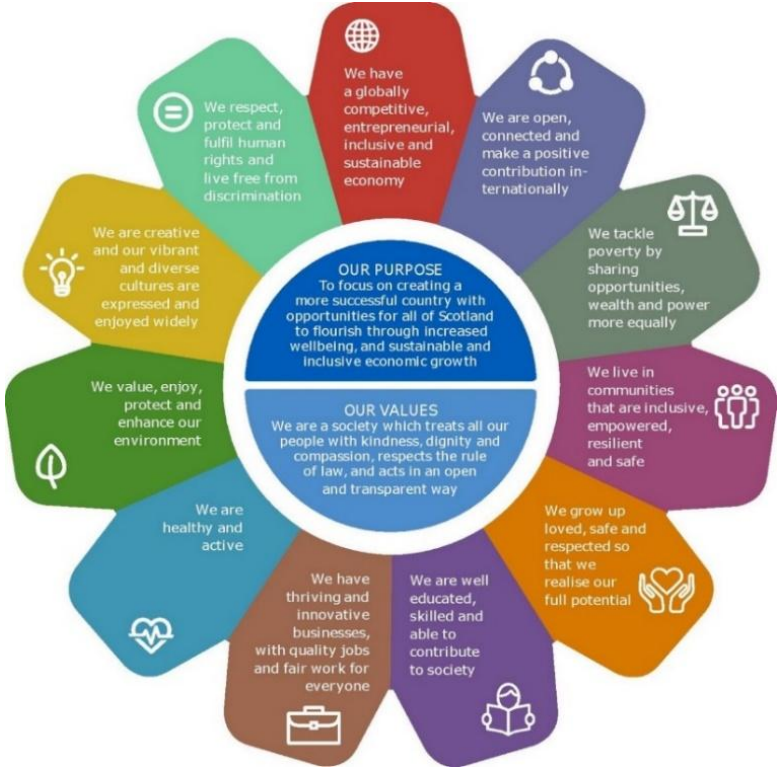 We have
a globally
competitive,
entrepreneurial,
inclusive and
sustainable
economy
We are open,
connected and
make a positive
contribution in-
ternationally
We tackle
poverty by
sharing
opportunities,
wealth and power
more equally
We live in
communities
that are inclusive,
empowered,
resilient
and safe
We grow up
loved, safe and
respected so
that we
realise our
full potential
We are well
educated,
skilled and
able to
contribute
to society
We have
thriving and
innovative
businesses,
with quality jobs
and fair work for
everyone
We are
healthy and
active
We value, enjoy,
protect and
enhance our
environment
We are creative
and our vibrant
and diverse
cultures are
expressed and
enjoyed widely
We respect,
protect and
fulfil human
rights and
live free from
discrimination
OUR PURPOSE
To focus on creating a
more successful country with
opportunities for all of Scotland
to flourish through increased
wellbeing, and sustainable and
inclusive economic growth
OUR VALUES
We are a society which treats all our
people with kindness, dignity and
compassion, respects the rule
of law, and acts in an open
and transparent way